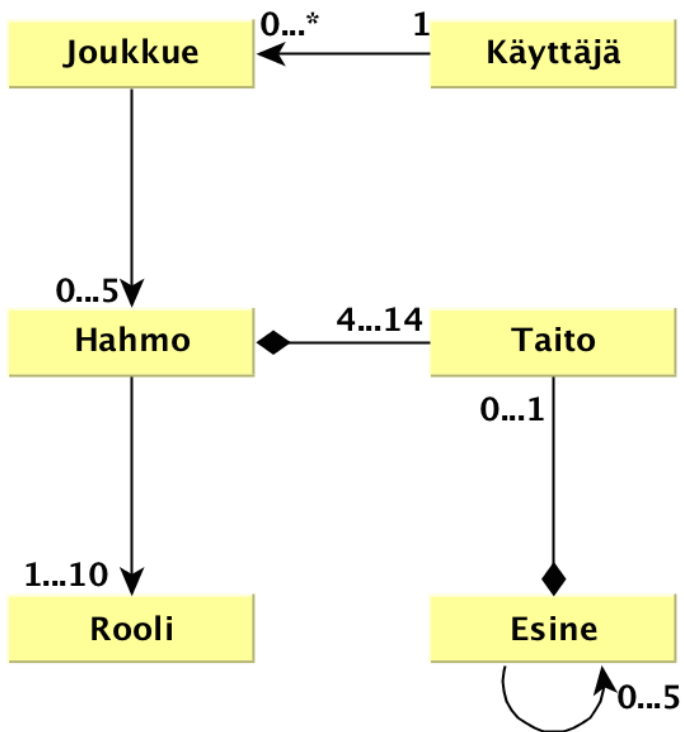 0...*
1
Joukkue
Käyttäjä
0...5
4...14
Hahmo
Taito
0...1
1...10
Rooli
Esine
0...5